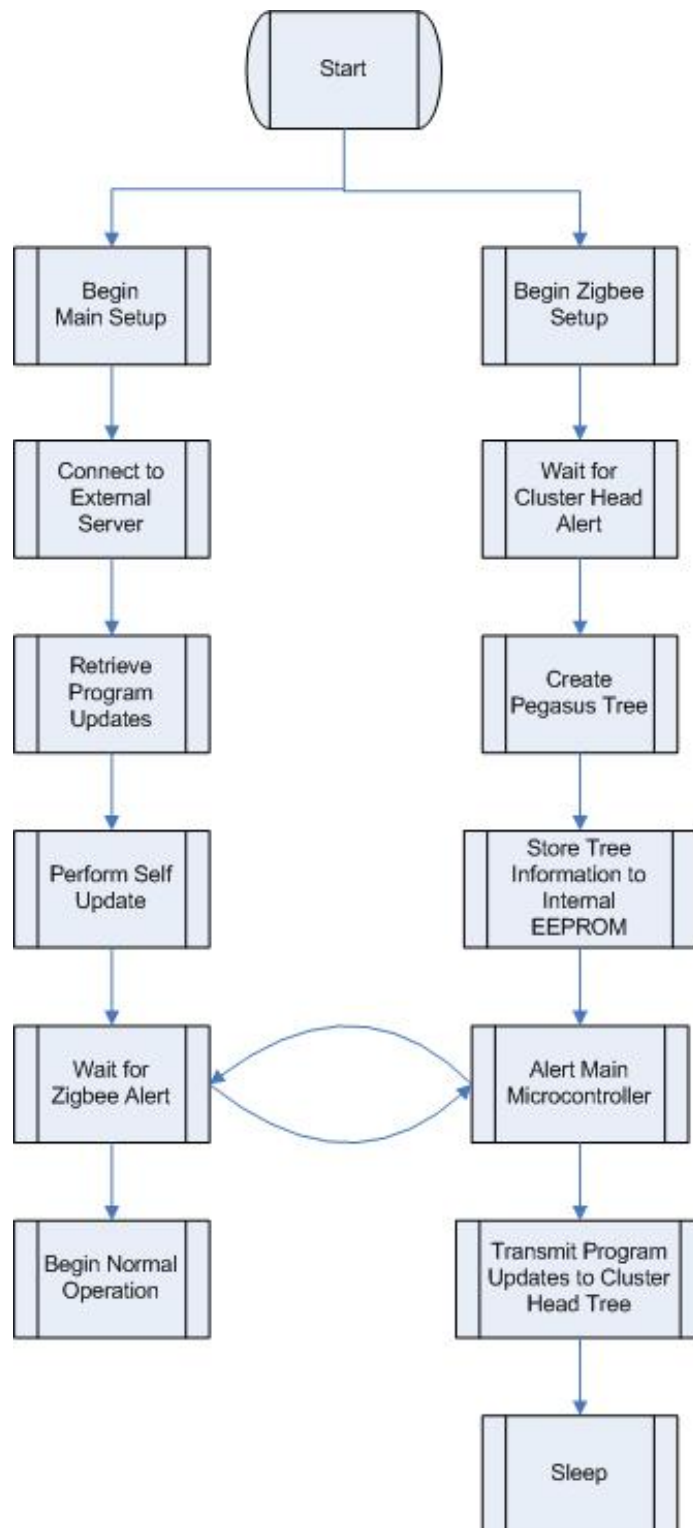 Start
Begin
Main Setup
Begin Zigbee
Setup
Connect to
External
Server
Wait for
Cluster Head
Alert
Retrieve
Program
Updates
Create
Pegasus Tree
Perform Self
Update
Store Tree
Information to
Internal
EEPROM
Wait for
Zigbee Alert
Alert Main
Microcontroller
Begin Normal
Operation
Transmit Program
Updates to Cluster
Head Tree
Sleep